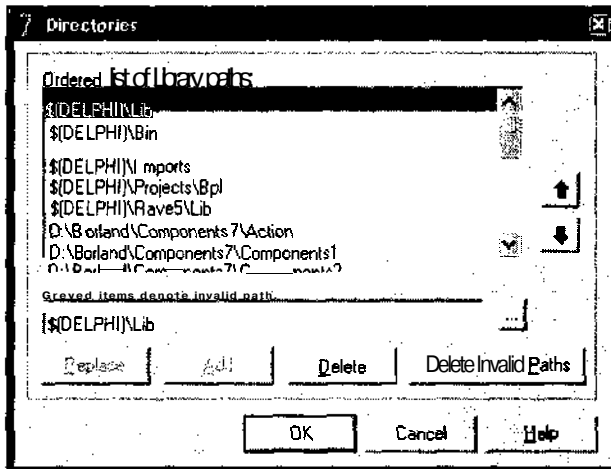 7 Directories
Ordered list of library paths:
$(DELPHI)\Lib
$(DELPHI)\Bin
$(DELPHI)\Imports
$(DELPHI)\Projects\Bpl
$(DELPHI)\Rave5\Lib
D:\Borland\Components7\Action
D:\Borland\Components7\Components1
Greyed items denote invalid path.
$(DELPHI)\Lib
...
Replace Add Delete Delete Invalid Paths
OK Cancel Help